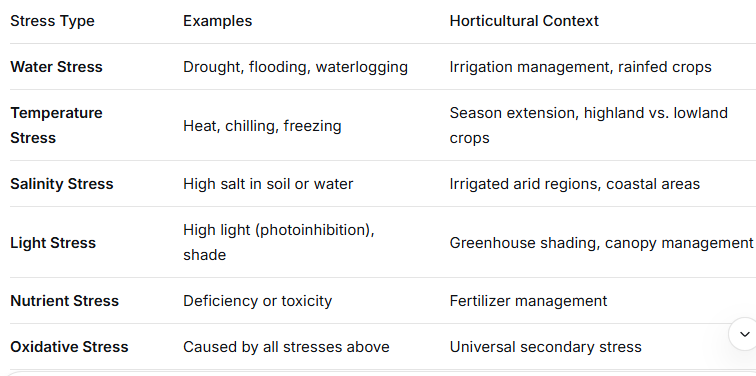 Stress Type Examples Horticultural Context
Water Stress Drought, flooding, waterlogging Irrigation management, rainfed crops
Temperature
Stress Heat, chilling, freezing Season extension, highland vs. lowland
crops
Salinity Stress High salt in soil or water Irrigated arid regions, coastal areas
Light Stress High light (photoinhibition),
shade Greenhouse shading, canopy management
Nutrient Stress Deficiency or toxicity Fertilizer management
Oxidative Stress Caused by all stresses above Universal secondary stress